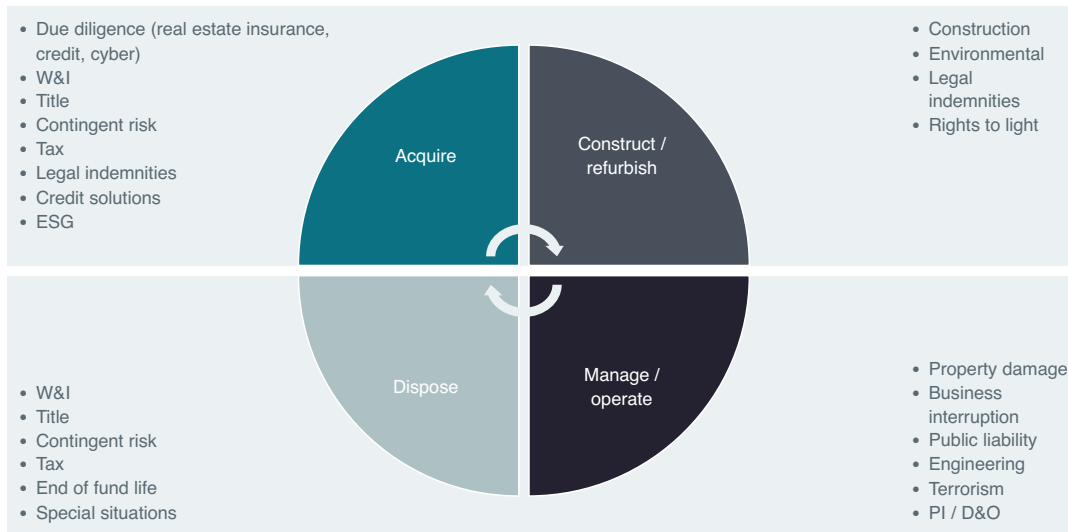 • Due diligence (real estate insurance,
credit, cyber)
• W&I
• Title
• Contingent risk
• Tax
• Legal indemnities
• Credit solutions
• ESG
Acquire
Construct /
refurbish
• Construction
• Environmental
• Legal
indemnities
• Rights to light
• W&I
• Title
• Contingent risk
• Tax
• End of fund life
• Special situations
Dispose
Manage /
operate
• Property damage
• Business
interruption
• Public liability
• Engineering
• Terrorism
• PI / D&O